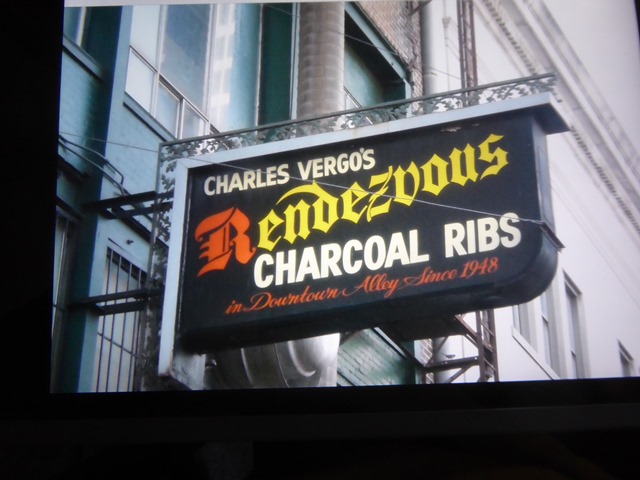 CHARLES VERGO'S
Rendezvous
CHARCOAL RIBS
in Downtown Alley Since 1948